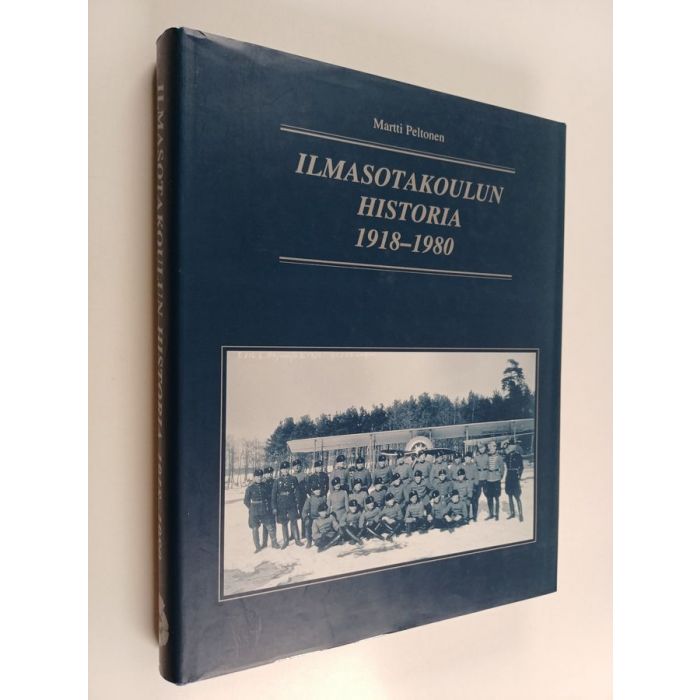 Martti Peltonen
ILMASOTAKOULUN
HISTORIA
1918–1980
ILMASOTAKOULUN HISTORIA 1918–1980